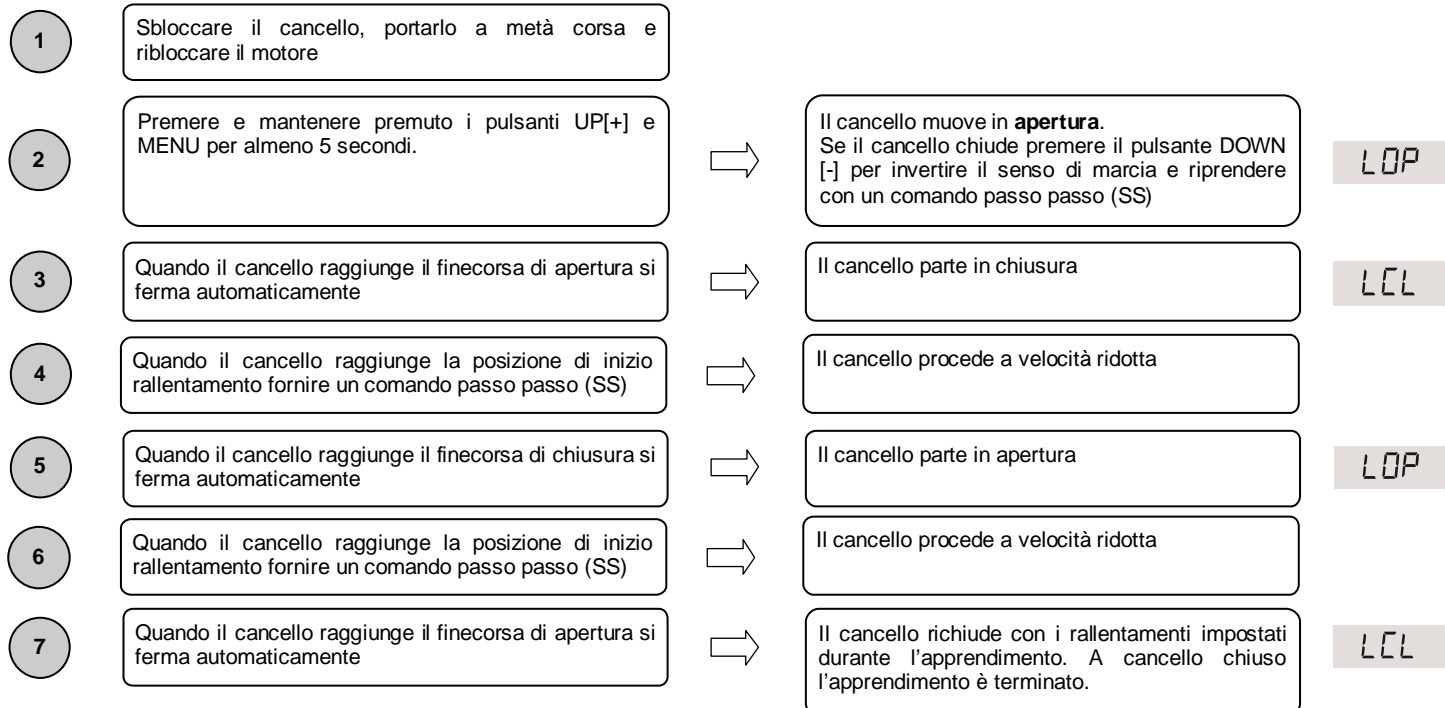 1
Sbloccare il cancello, portarlo a metà corsa e
ribloccare il motore
2
Premere e mantenere premuto i pulsanti UP[+] e
MENU per almeno 5 secondi.
Il cancello muove in apertura.
Se il cancello chiude premere il pulsante DOWN
[-] per invertire il senso di marcia e riprendere
con un comando passo passo (SS)
LOP
3
Quando il cancello raggiunge il finecorsa di apertura si
ferma automaticamente
Il cancello parte in chiusura
LCL
4
Quando il cancello raggiunge la posizione di inizio
rallentamento fornire un comando passo passo (SS)
Il cancello procede a velocità ridotta
5
Quando il cancello raggiunge il finecorsa di chiusura si
ferma automaticamente
Il cancello parte in apertura
LOP
6
Quando il cancello raggiunge la posizione di inizio
rallentamento fornire un comando passo passo (SS)
Il cancello procede a velocità ridotta
7
Quando il cancello raggiunge il finecorsa di apertura si
ferma automaticamente
Il cancello richiude con i rallentamenti impostati
durante l'apprendimento. A cancello chiuso
l'apprendimento è terminato.
LCL